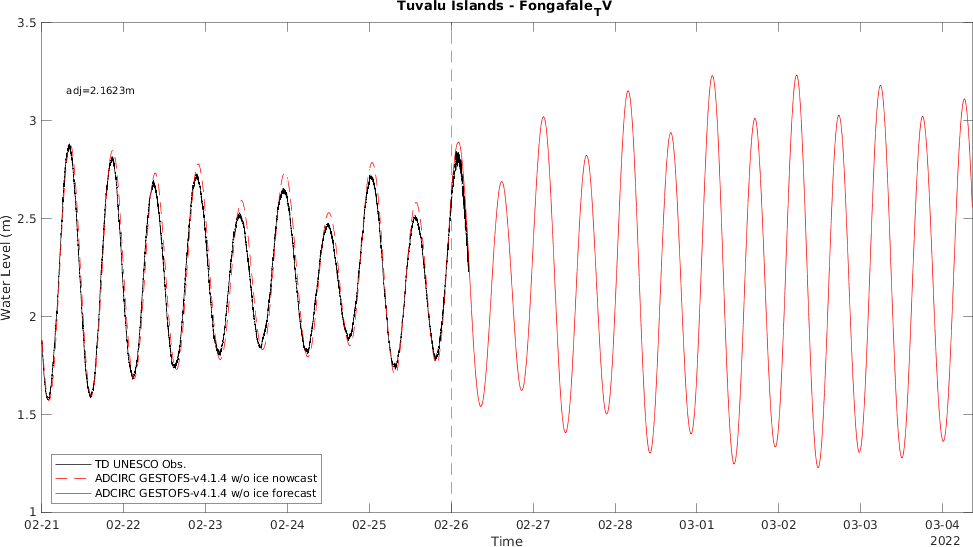 Tuvalu Islands - Fongafale_TV
3.5
adj=2.1623m
3
2.5
Water Level (m)
2
1.5
TD UNESCO Obs.
ADCIRC GESTOFS-v4.1.4 w/o ice nowcast
ADCIRC GESTOFS-v4.1.4 w/o ice forecast
1
02-21 02-22 02-23 02-24 02-25 02-26 02-27 02-28 03-01 03-02 03-03 03-04
Time 2022